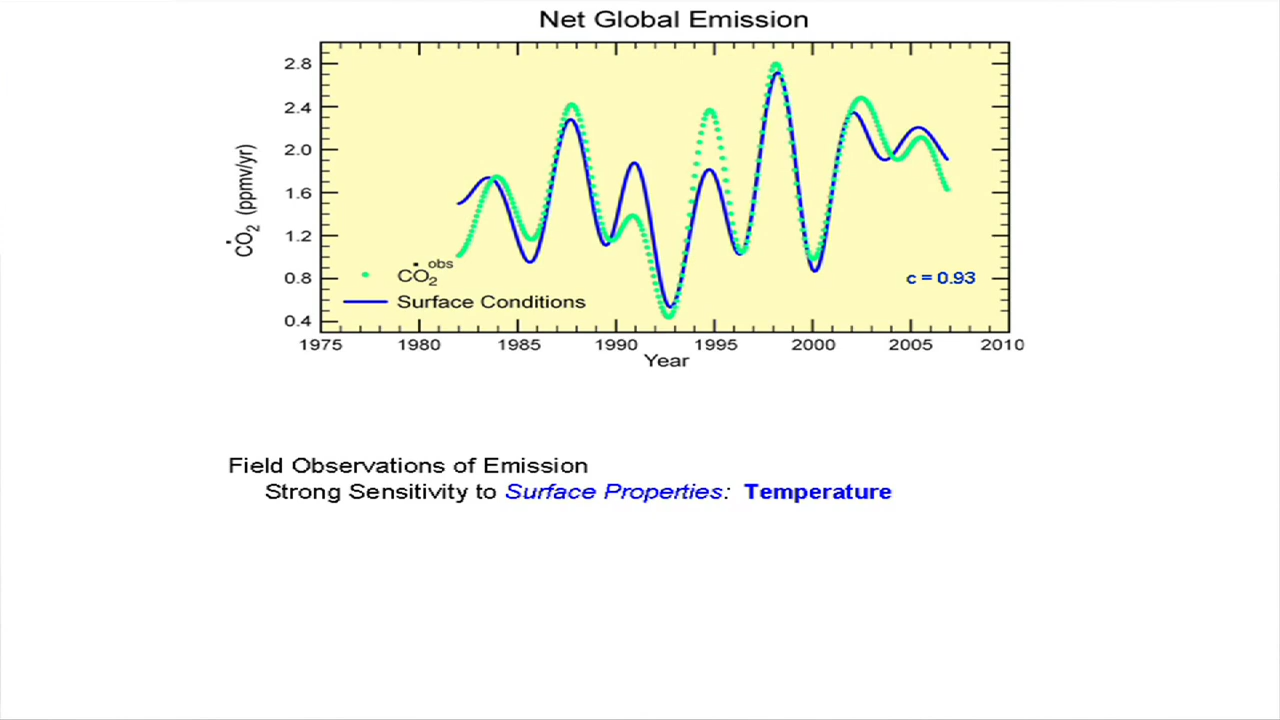 Net Global Emission
2.8
2.4
2.0
1.6
1.2
0.8
0.4
ĊO₂ (ppmv/yr)
ĊO₂ᵒᵇˢ
Surface Conditions
c = 0.93
1975 1980 1985 1990 1995 2000 2005 2010
Year
Field Observations of Emission
Strong Sensitivity to Surface Properties: Temperature